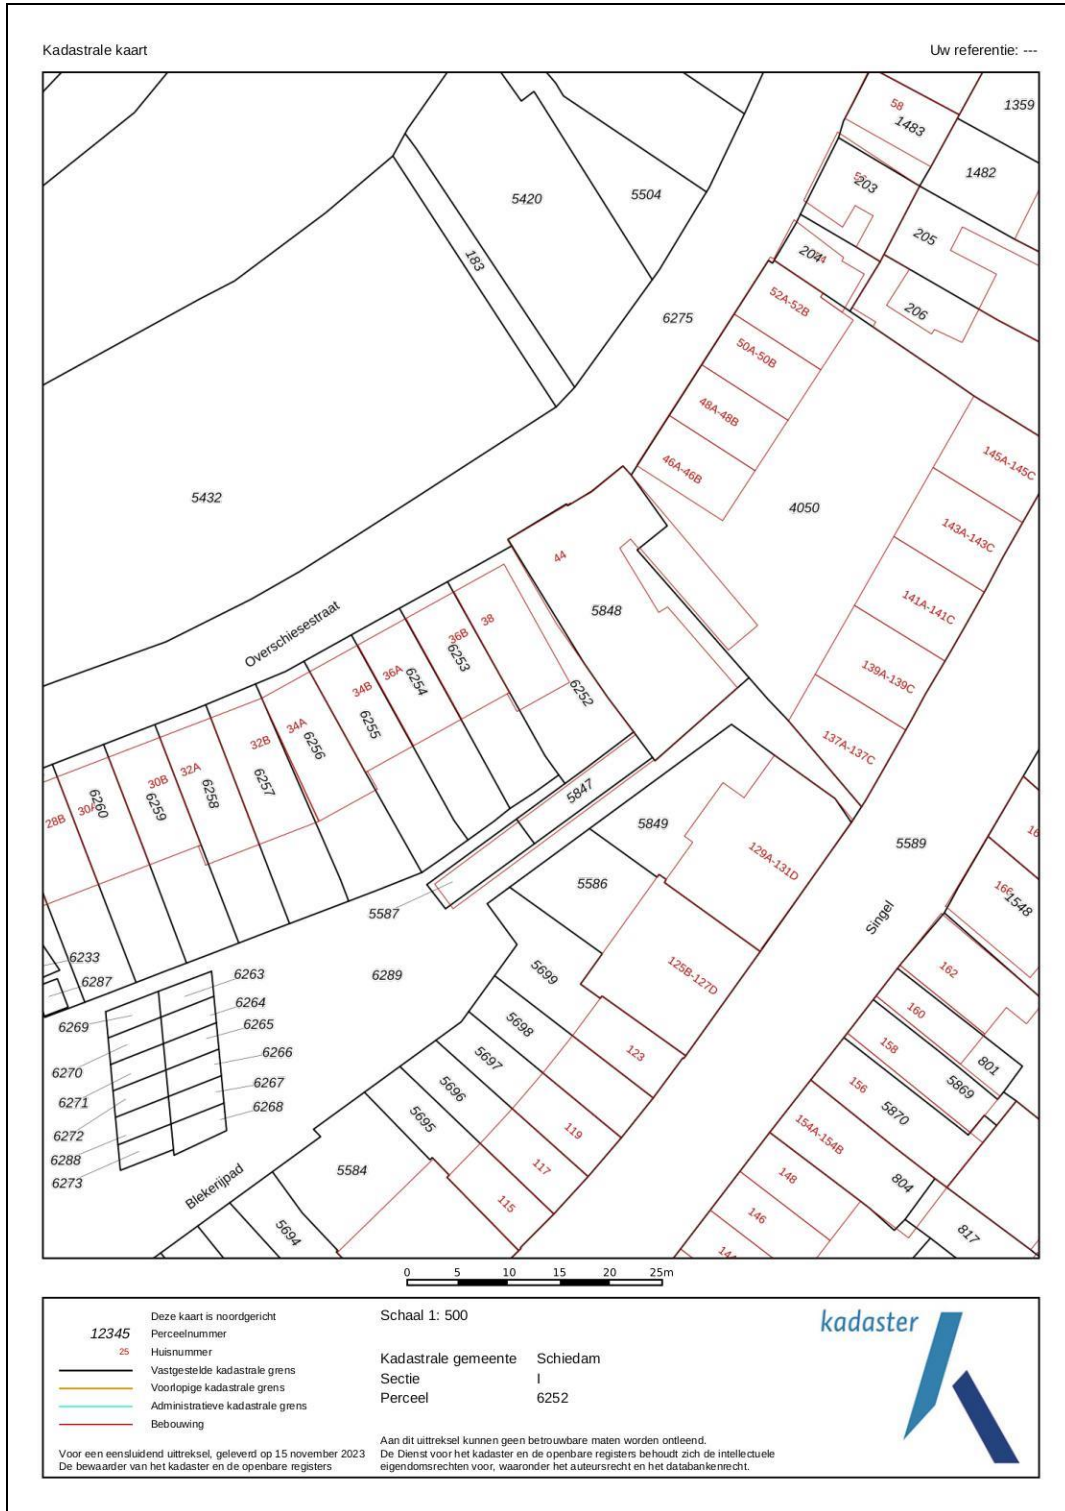 Kadastrale kaart
Uw referentie: ---
58
1483
1359
1482
203
5420
5504
205
204
183
206
52A-52B
6275
50A-50B
48A-48B
46A-46B
145A-145C
5432
4050
143A-143C
44
141A-141C
5848
Overschiesestraat
38
36B
6253
36A
6254
6252
139A-139C
34B
6255
34A
6256
32B
137A-137C
32A
6257
30B
6258
5847
6259
30A
6260
28B
5849
5589
129A-131D
5586
166
1548
5587
Singel
6233
6287
6263
6289
5699
125B-127D
162
6264
6269
6265
5698
160
6266
6270
5697
123
158
801
6267
6271
5696
156
5869
6268
5695
5870
6272
119
154A-154B
6288
117
5584
148
804
6273
Blekerijpad
115
146
5694
817
144
0 5 10 15 20 25m
Deze kaart is noordgericht
12345 Perceelnummer
25 Huisnummer
Vastgestelde kadastrale grens
Voorlopige kadastrale grens
Administratieve kadastrale grens
Bebouwing
Voor een eensluidend uittreksel, geleverd op 15 november 2023
De bewaarder van het kadaster en de openbare registers
Schaal 1: 500
Kadastrale gemeente Schiedam
Sectie I
Perceel 6252
Aan dit uittreksel kunnen geen betrouwbare maten worden ontleend.
De Dienst voor het kadaster en de openbare registers behoudt zich de intellectuele
eigendomsrechten voor, waaronder het auteursrecht en het databankenrecht.
kadaster